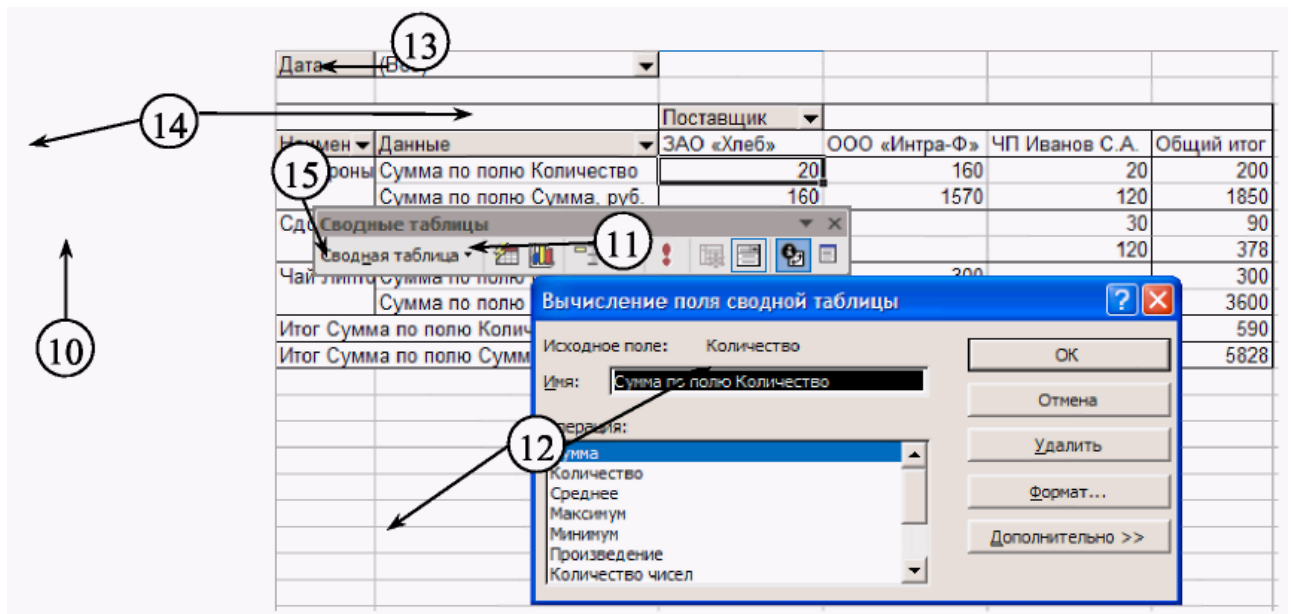 13
Дата
14
Поставщик
Наимен Данные ЗАО «Хлеб» ООО «Интра-Ф» ЧП Иванов С.А. Общий итог
15
Сумма по полю Количество 20 160 20 200
Сумма по полю Сумма, руб. 160 1570 120 1850
Сводные таблицы 30 90
11
Сводная таблица 120 378
Чай 300 300
Сумма по полю 3600
Вычисление поля сводной таблицы
Итог Сумма по полю Колич 590
10
Итог Сумма по полю Сумм 5828
Исходное поле: Количество
OK
Имя: Сумма по полю Количество
Отмена
12
Операция:
Удалить
Сумма
Количество
Среднее
Формат...
Максимум
Минимум
Дополнительно >>
Произведение
Количество чисел